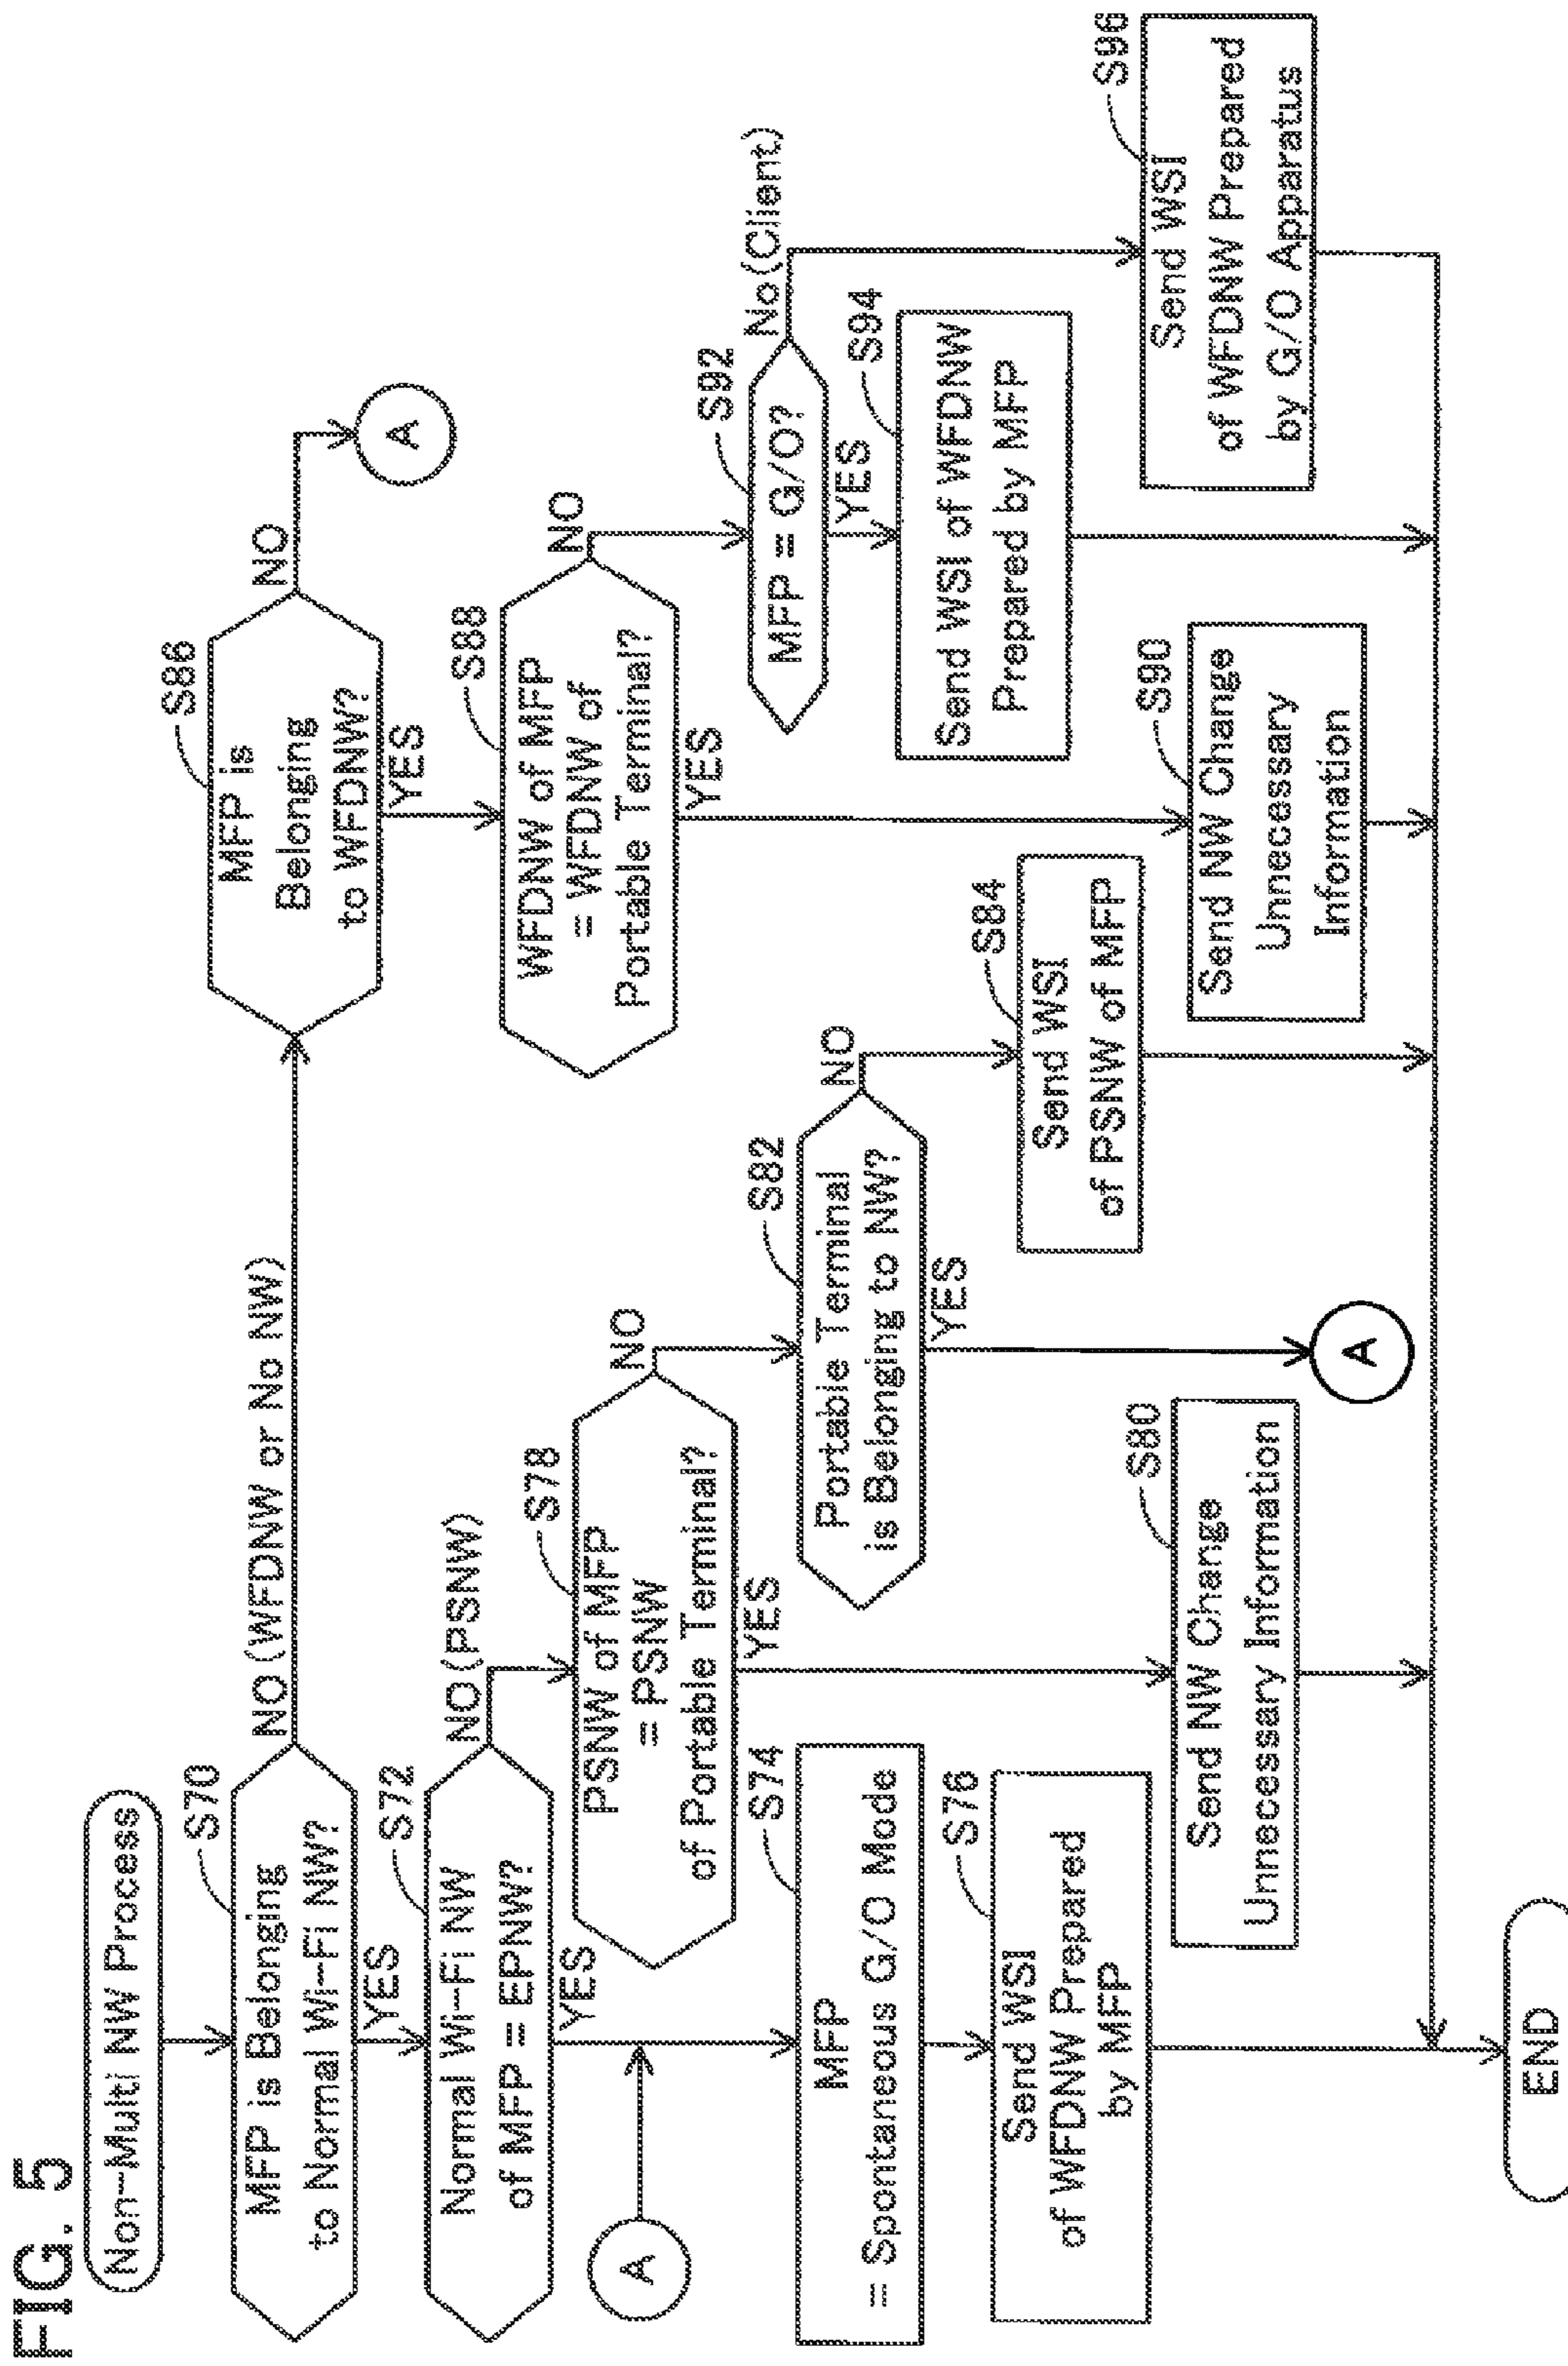 FIG. 5
Non-Multi NW Process
S70
MFP is Belonging
to Normal Wi-Fi NW?
NO (WFDNW or No NW)
YES
S72
Normal Wi-Fi NW
of MFP = EPNW?
NO (PSNW)
YES
A
S74
MFP
= Spontaneous G/O Mode
S76
Send WSI
of WFDNW Prepared
by MFP
S78
PSNW of MFP
= PSNW
of Portable Terminal?
NO
YES
S80
Send NW Change
Unnecessary Information
S82
Portable Terminal
is Belonging to NW?
NO
YES
A
S84
Send WSI
of PSNW of MFP
S86
MFP is
Belonging
to WFDNW?
NO
A
YES
S88
WFDNW of MFP
= WFDNW of
Portable Terminal?
NO
YES
S90
Send NW Change
Unnecessary
Information
S92
MFP = G/O?
No (Client)
YES
S94
Send WSI of WFDNW
Prepared by MFP
S96
Send WSI
of WFDNW Prepared
by G/O Apparatus
END